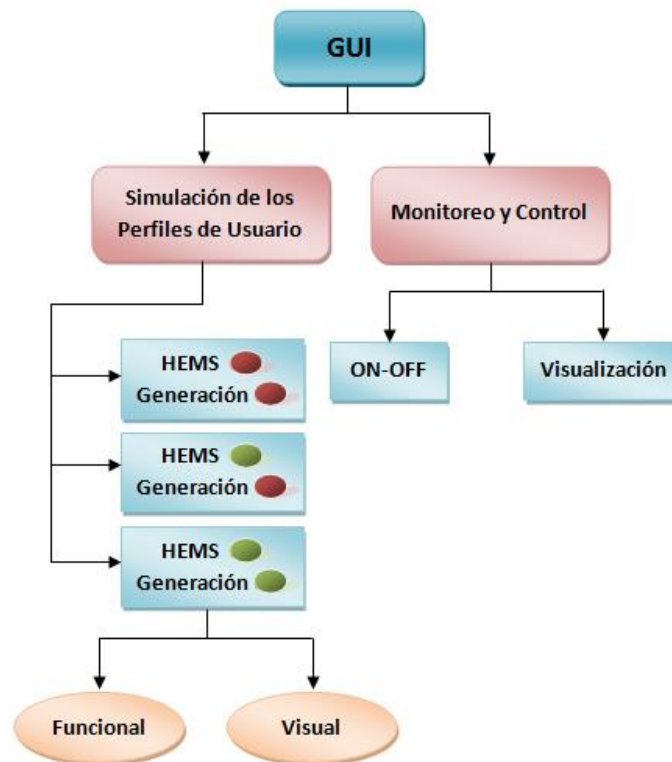 GUI
Simulación de los
Perfiles de Usuario
Monitoreo y Control
HEMS
Generación
HEMS
Generación
HEMS
Generación
ON-OFF
Visualización
Funcional
Visual